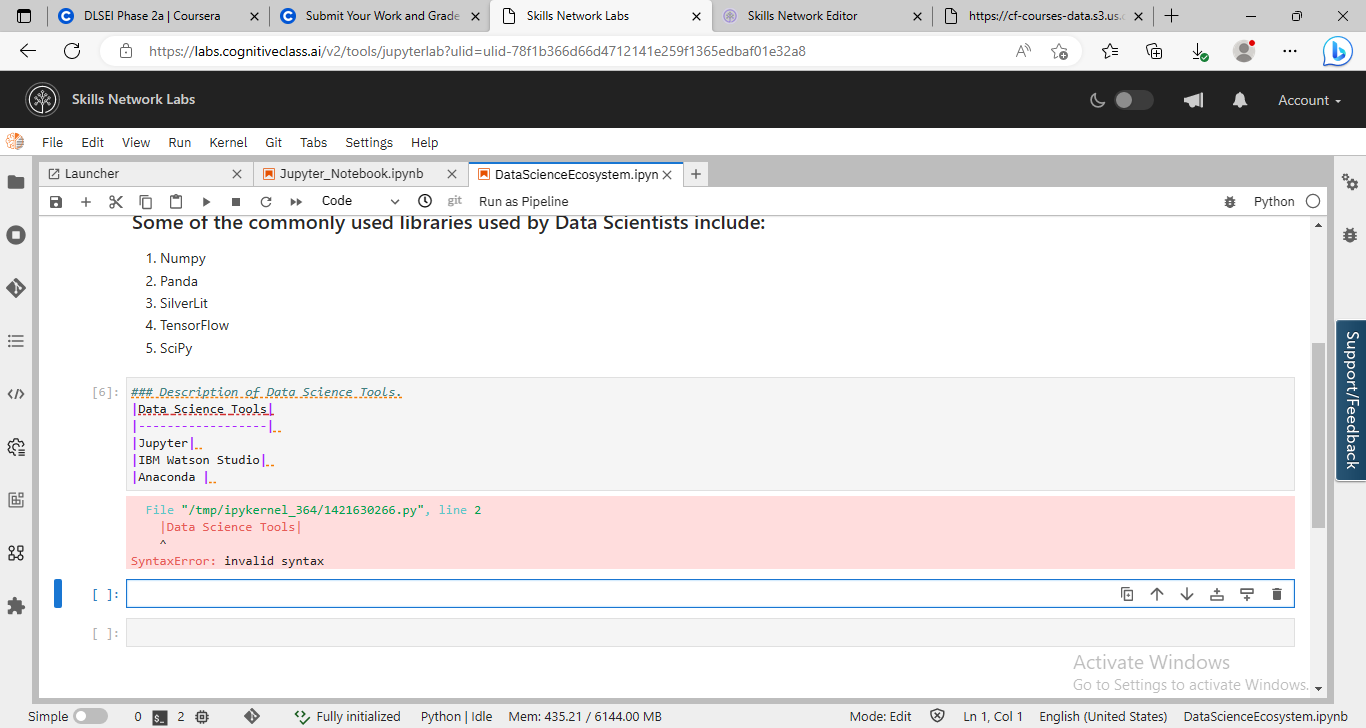 DLSEI Phase 2a | Coursera
Submit Your Work and Grade
Skills Network Labs
Skills Network Editor
https://cf-courses-data.s3.us.
https://labs.cognitiveclass.ai/v2/tools/jupyterlab?ulid=ulid-78f1b366d66d4712141e259f1365edbaf01e32a8
Skills Network Labs
Account
File Edit View Run Kernel Git Tabs Settings Help
Launcher
Jupyter_Notebook.ipynb
DataScienceEcosystem.ipyn
Code
git
Run as Pipeline
Python
Some of the commonly used libraries used by Data Scientists include:
1. Numpy
2. Panda
3. SilverLit
4. TensorFlow
5. SciPy
[6]:
### Description of Data Science Tools.
|Data Science Tools|
|------------------|
|Jupyter|
|IBM Watson Studio|
|Anaconda |
File "/tmp/ipykernel_364/1421630266.py", line 2
|Data Science Tools|
^
SyntaxError: invalid syntax
[ ]:
[ ]:
Support/Feedback
Activate Windows
Go to Settings to activate Windows.
Simple 0 2 Fully initialized Python | Idle Mem: 435.21 / 6144.00 MB Mode: Edit Ln 1, Col 1 English (United States) DataScienceEcosystem.ipynb